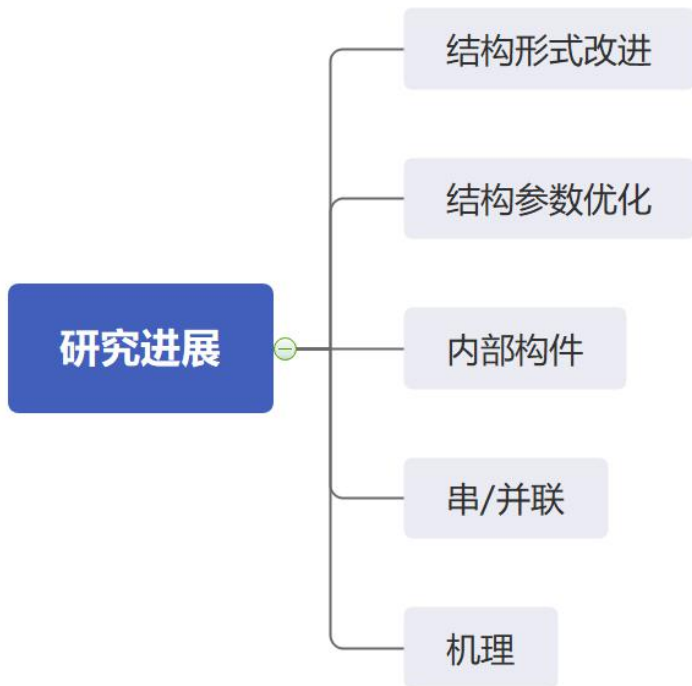 结构形式改进
结构参数优化
研究进展
内部构件
串/并联
机理